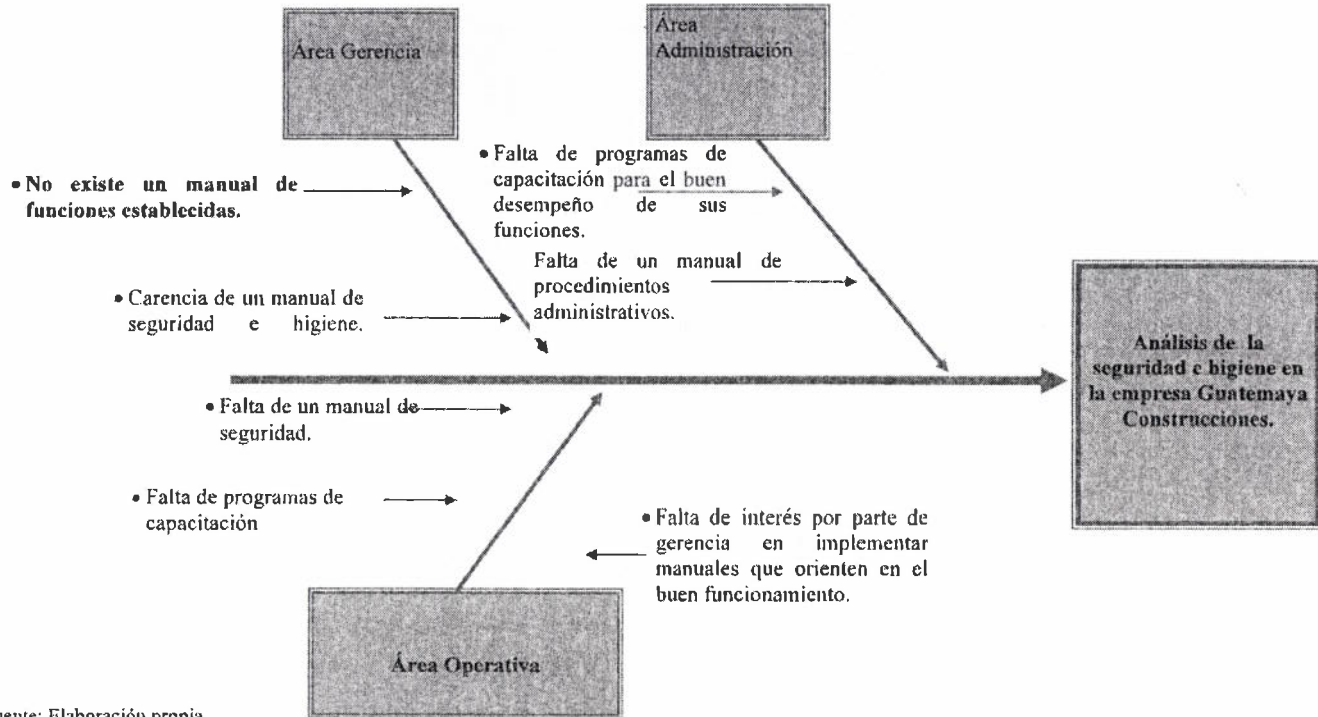 Área Gerencia
Área
Administración
• No existe un manual de
funciones establecidas.
• Falta de programas de
capacitación para el buen
desempeño de sus
funciones.
Falta de un manual de
procedimientos
administrativos.
• Carencia de un manual de
seguridad e higiene.
Análisis de la
seguridad e higiene en
la empresa Guatemaya
Construcciones.
• Falta de un manual de
seguridad.
• Falta de programas de
capacitación
• Falta de interés por parte de
gerencia en implementar
manuales que orienten en el
buen funcionamiento.
Área Operativa
uente: Elaboración propia